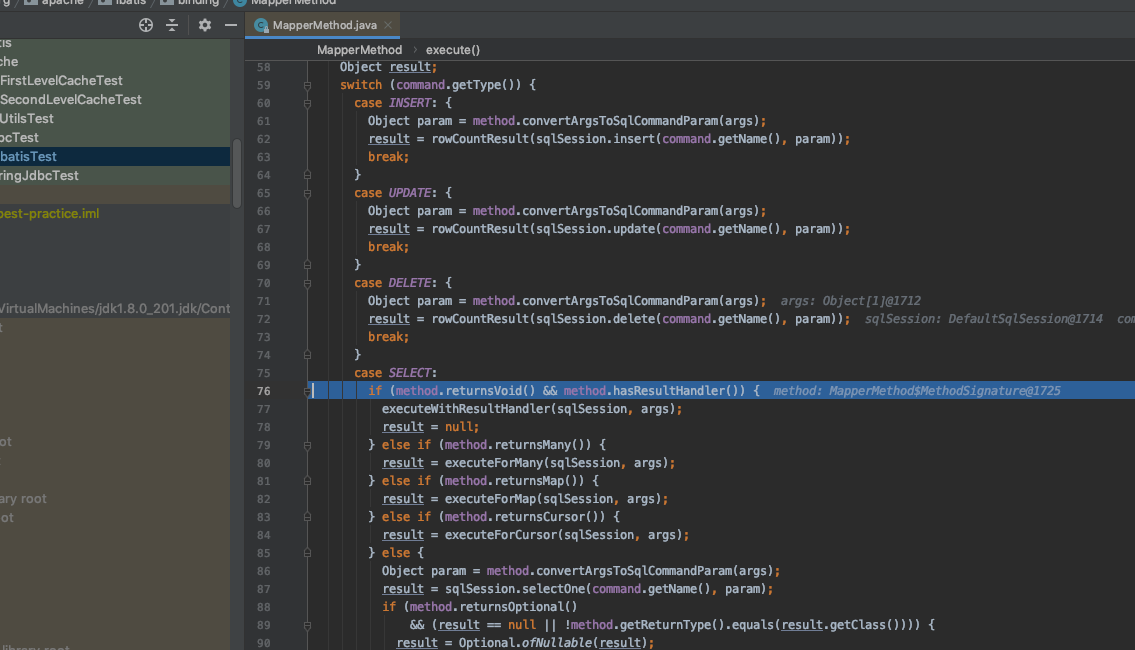 apache
ibatis
binding
MapperMethod
MapperMethod.java
MapperMethod › execute()
FirstLevelCacheTest
SecondLevelCacheTest
UtilsTest
batisTest
ringJdbcTest
best-practice.iml
VirtualMachines/jdk1.8.0_201.jdk/Cont
ary root
58 Object result;
59 switch (command.getType()) {
60 case INSERT: {
61 Object param = method.convertArgsToSqlCommandParam(args);
62 result = rowCountResult(sqlSession.insert(command.getName(), param));
63 break;
64 }
65 case UPDATE: {
66 Object param = method.convertArgsToSqlCommandParam(args);
67 result = rowCountResult(sqlSession.update(command.getName(), param));
68 break;
69 }
70 case DELETE: {
71 Object param = method.convertArgsToSqlCommandParam(args); args: Object[1]@1712
72 result = rowCountResult(sqlSession.delete(command.getName(), param)); sqlSession: DefaultSqlSession@1714 com
73 break;
74 }
75 case SELECT:
76 if (method.returnsVoid() && method.hasResultHandler()) { method: MapperMethod$MethodSignature@1725
77 executeWithResultHandler(sqlSession, args);
78 result = null;
79 } else if (method.returnsMany()) {
80 result = executeForMany(sqlSession, args);
81 } else if (method.returnsMap()) {
82 result = executeForMap(sqlSession, args);
83 } else if (method.returnsCursor()) {
84 result = executeForCursor(sqlSession, args);
85 } else {
86 Object param = method.convertArgsToSqlCommandParam(args);
87 result = sqlSession.selectOne(command.getName(), param);
88 if (method.returnsOptional()
89 && (result == null || !method.getReturnType().equals(result.getClass()))) {
90 result = Optional.ofNullable(result);